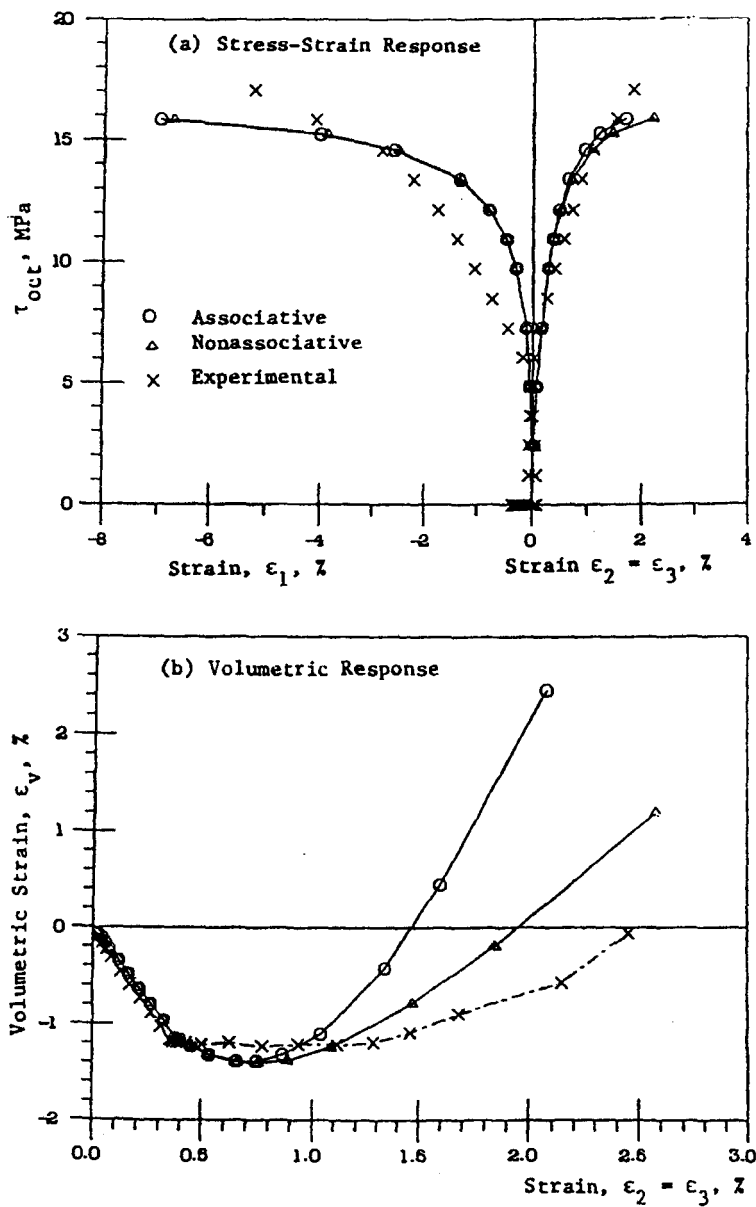 20
(a) Stress-Strain Response
15
τoct, MPa
10
O Associative
△ Nonassociative
× Experimental
5
0
-8 -6 -4 -2 0 2 4
Strain, ε1, % Strain ε2 = ε3, %
3
(b) Volumetric Response
2
Volumetric Strain, εv, %
1
0
-1
-2
0.0 0.5 1.0 1.5 2.0 2.5 3.0
Strain, ε2 = ε3, %